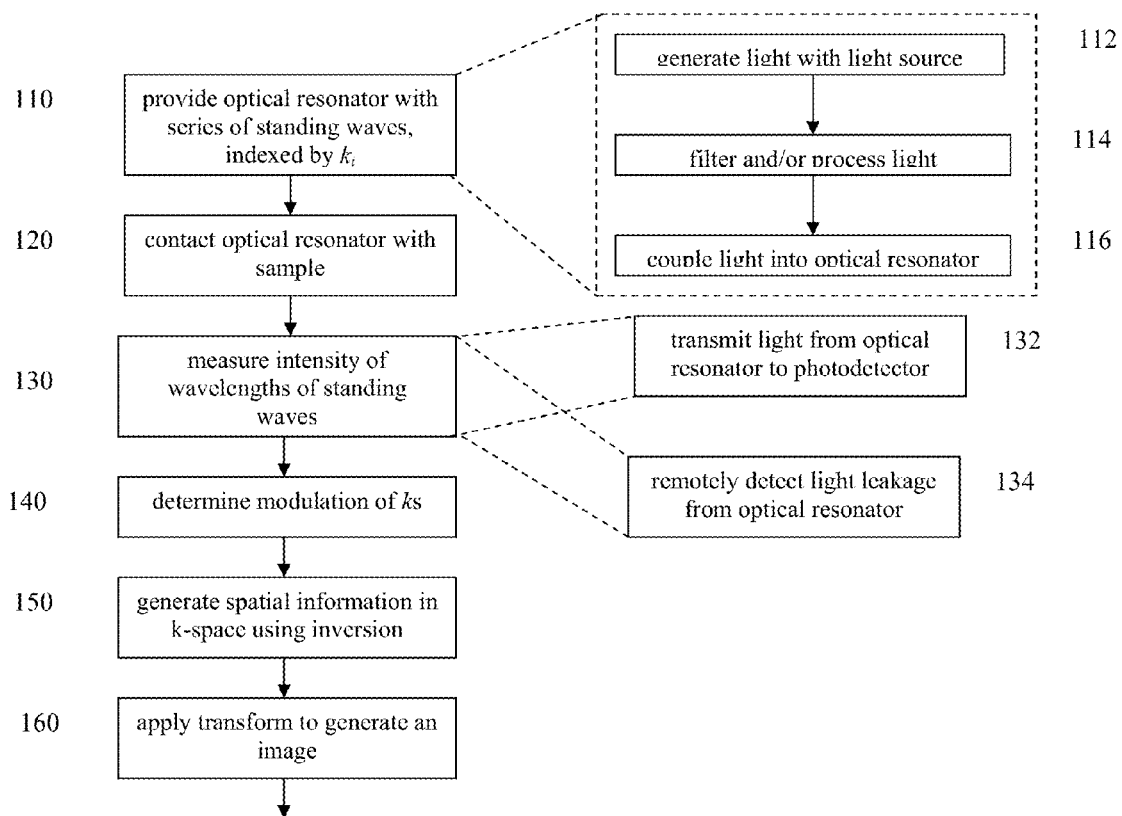 110
provide optical resonator with
series of standing waves,
indexed by kᵢ
112
generate light with light source
114
filter and/or process light
116
couple light into optical resonator
120
contact optical resonator with
sample
130
measure intensity of
wavelengths of standing
waves
132
transmit light from optical
resonator to photodetector
134
remotely detect light leakage
from optical resonator
140
determine modulation of ks
150
generate spatial information in
k-space using inversion
160
apply transform to generate an
image